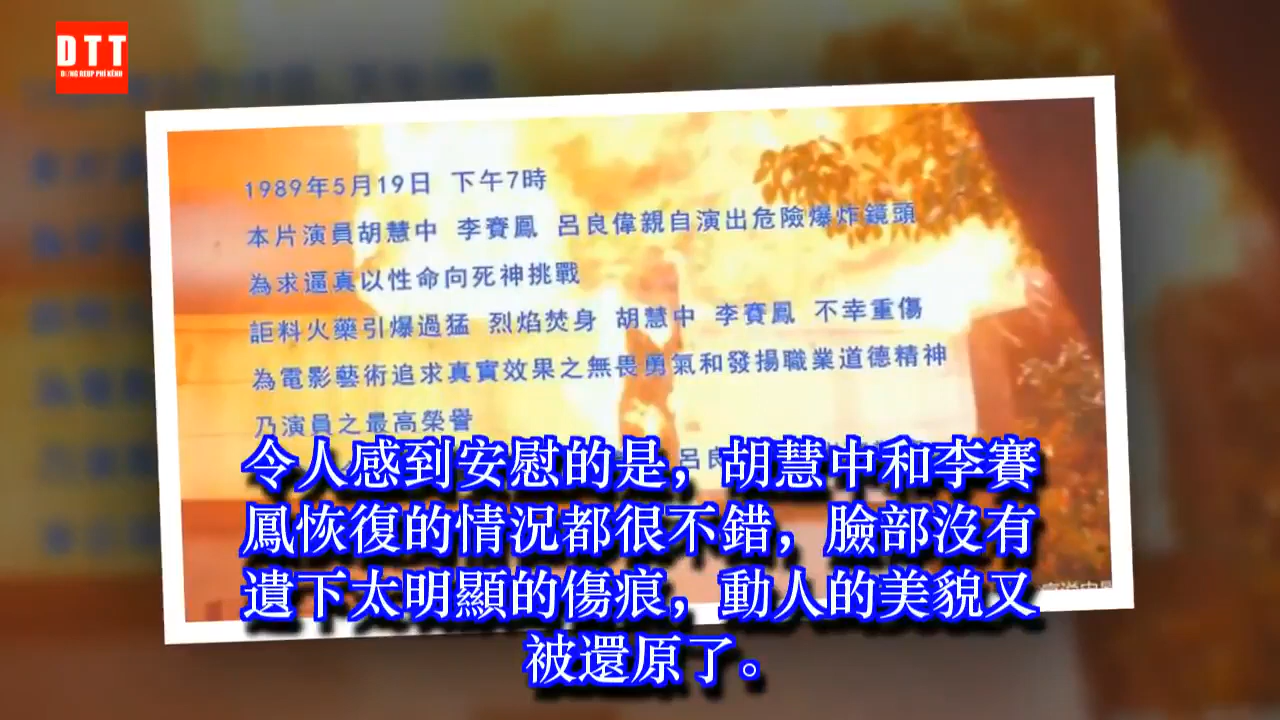 DTT
1989年5月19日 下午7時
本片演員胡慧中 李賽鳳 呂良偉親自演出危險爆炸鏡頭
為求逼真以性命向死神挑戰
詎料火藥引爆過猛 烈焰焚身 胡慧中 李賽鳳 不幸重傷
為電影藝術追求真實效果之無畏勇氣和發揚職業道德精神
乃演員之最高榮譽
呂良
令人感到安慰的是，胡慧中和李賽
鳳恢復的情況都很不錯，臉部沒有
遺下太明顯的傷痕，動人的美貌又
被還原了。